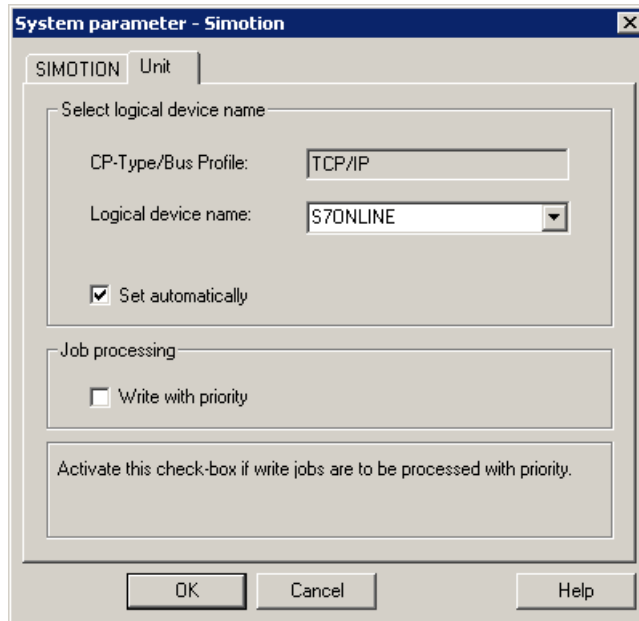 System parameter - Simotion
SIMOTION Unit
Select logical device name
CP-Type/Bus Profile: TCP/IP
Logical device name: S7ONLINE
Set automatically
Job processing
Write with priority
Activate this check-box if write jobs are to be processed with priority.
OK Cancel Help